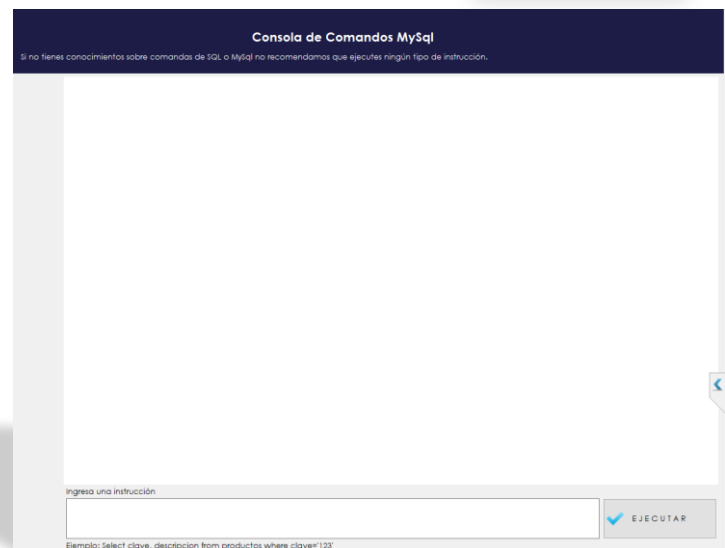 Consola de Comandos MySql
Si no tienes conocimientos sobre comandas de SQL o MySql no recomendamos que ejecutes ningún tipo de instrucción.
Ingresa una instrucción
EJECUTAR
Ejemplo: Select clave, descripcion from productos where clave='123'